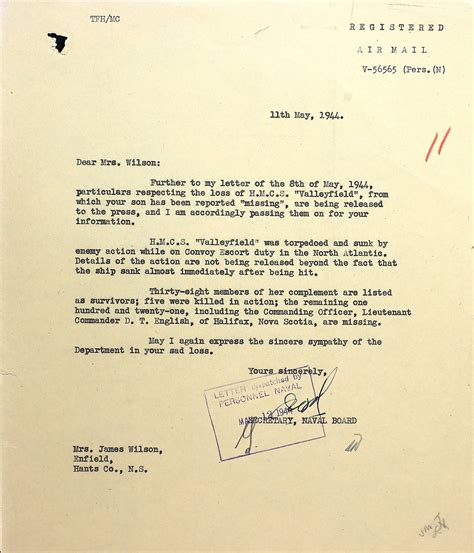 TFH/MC
REGISTERED
AIR MAIL
V-56565 (Pers.(N)
11th May, 1944.
11
Dear Mrs. Wilson:
Further to my letter of the 8th of May, 1944,
particulars respecting the loss of H.M.C.S. "Valleyfield", from
which your son has been reported "missing", are being released
to the press, and I am accordingly passing them on for your
information.
H.M.C.S. "Valleyfield" was torpedoed and sunk by
enemy action while on Convoy Escort duty in the North Atlantic.
Details of the action are not being released beyond the fact that
the ship sank almost immediately after being hit.
Thirty-eight members of her complement are listed
as survivors; five were killed in action; the remaining one
hundred and twenty-one, including the Commanding Officer, Lieutenant
Commander D. T. English, of Halifax, Nova Scotia, are missing.
May I again express the sincere sympathy of the
Department in your sad loss.
Yours sincerely,
LETTER dispatched by
PERSONNEL NAVAL
MAY 12 1944
SECRETARY, NAVAL BOARD
Mrs. James Wilson,
Enfield,
Hants Co., N.S.